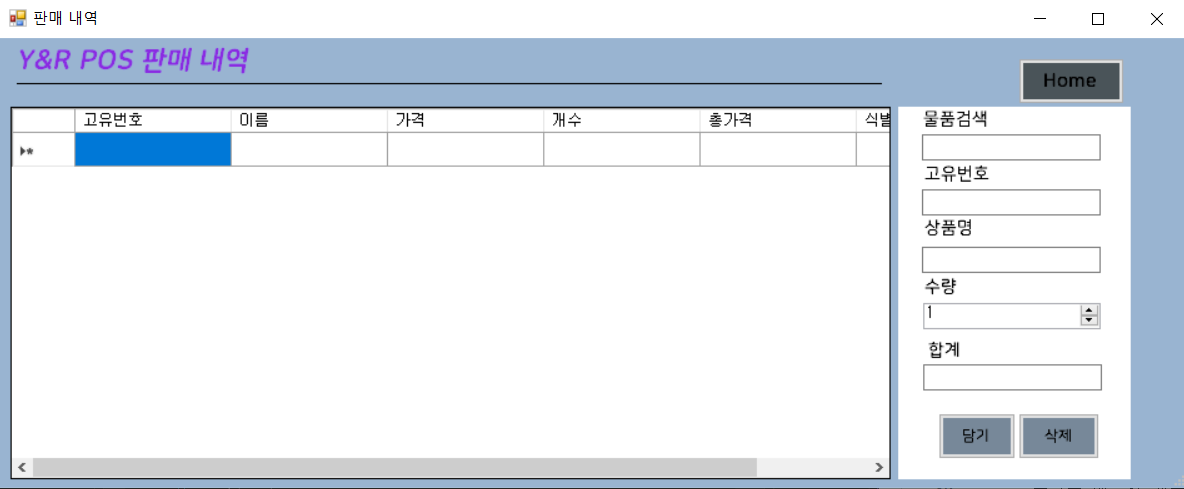 판매 내역
Y&R POS 판매 내역
Home
고유번호 이름 가격 개수 총가격 식별
물품검색
고유번호
상품명
수량
1
합계
담기 삭제